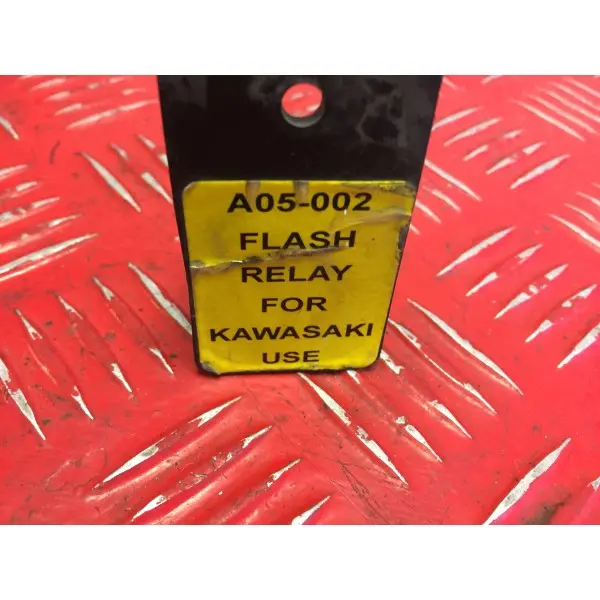 A05-002
FLASH
RELAY
FOR
KAWASAKI
USE